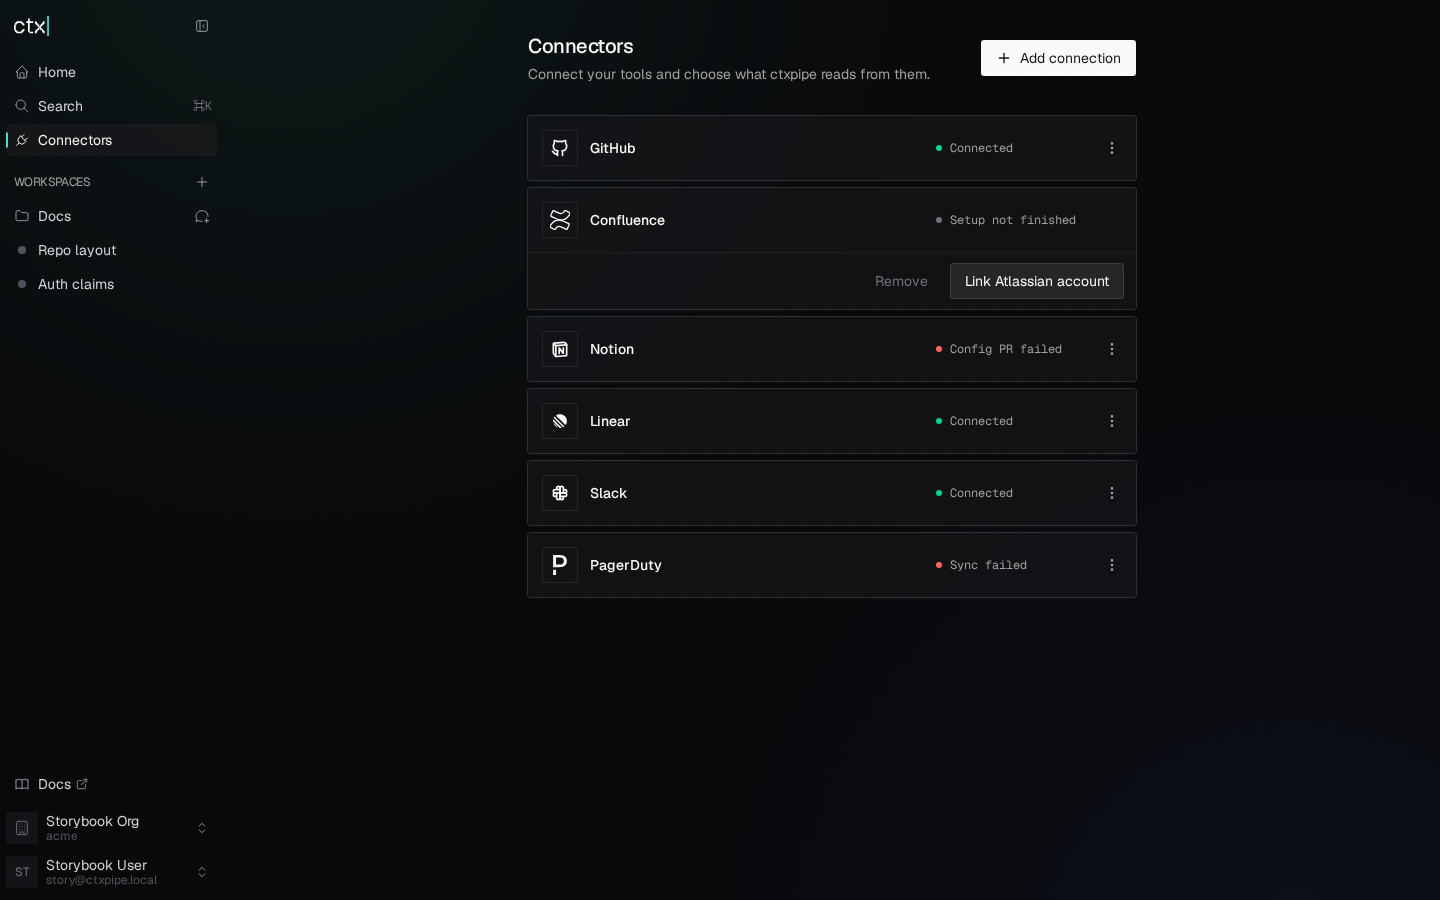 ctx
Home
Search ⌘K
Connectors
WORKSPACES
Docs
Repo layout
Auth claims
Docs
Storybook Org
acme
ST
Storybook User
story@ctxpipe.local
Connectors
Connect your tools and choose what ctxpipe reads from them.
Add connection
GitHub Connected
Confluence Setup not finished
Remove Link Atlassian account
Notion Config PR failed
Linear Connected
Slack Connected
PagerDuty Sync failed